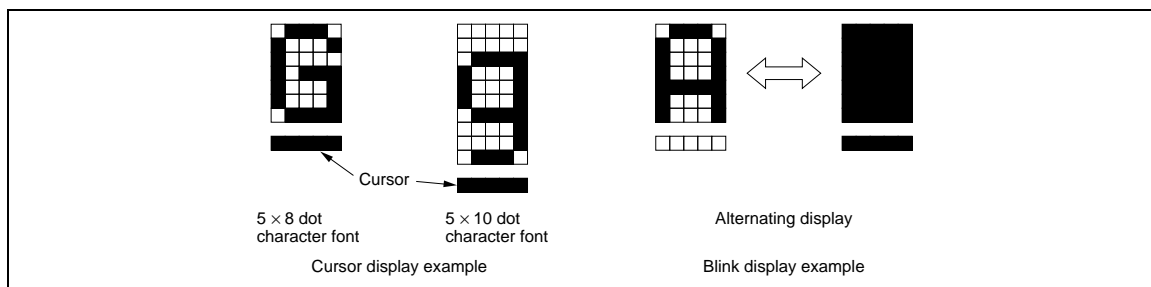 Cursor
5 × 8 dot
character font
5 × 10 dot
character font
Alternating display
Cursor display example
Blink display example